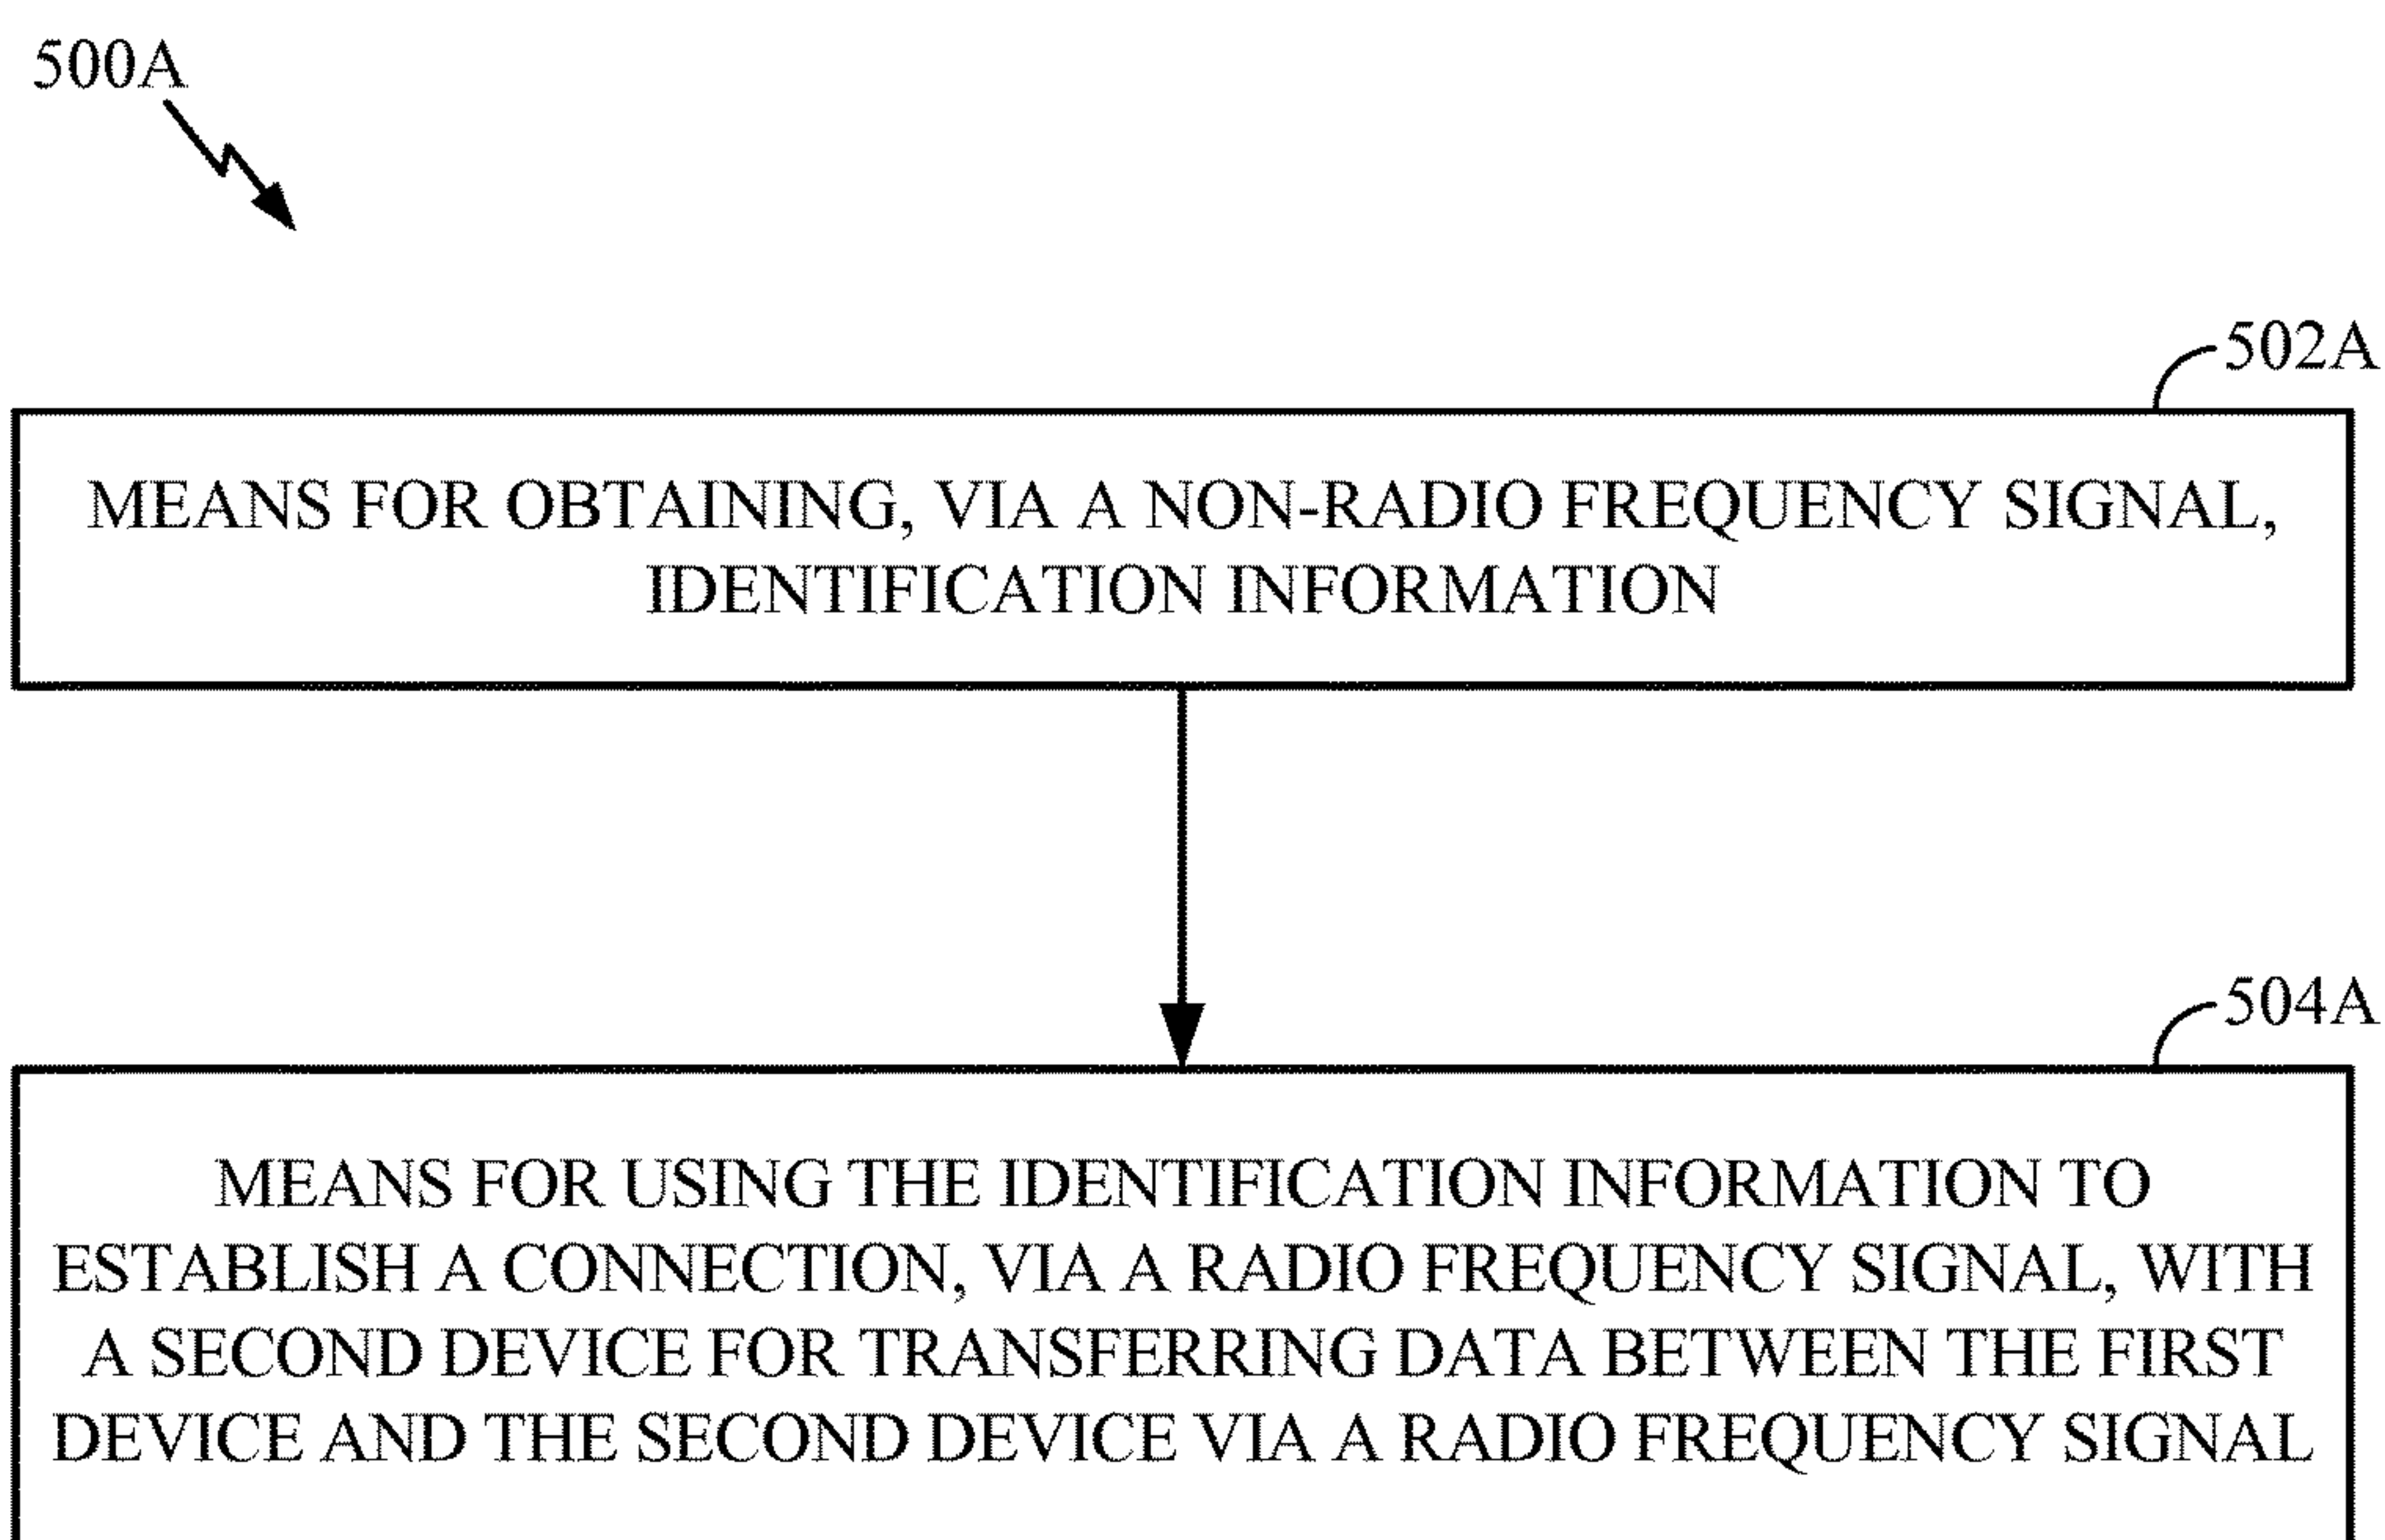 500A
502A
MEANS FOR OBTAINING, VIA A NON-RADIO FREQUENCY SIGNAL,
IDENTIFICATION INFORMATION
504A
MEANS FOR USING THE IDENTIFICATION INFORMATION TO
ESTABLISH A CONNECTION, VIA A RADIO FREQUENCY SIGNAL, WITH
A SECOND DEVICE FOR TRANSFERRING DATA BETWEEN THE FIRST
DEVICE AND THE SECOND DEVICE VIA A RADIO FREQUENCY SIGNAL